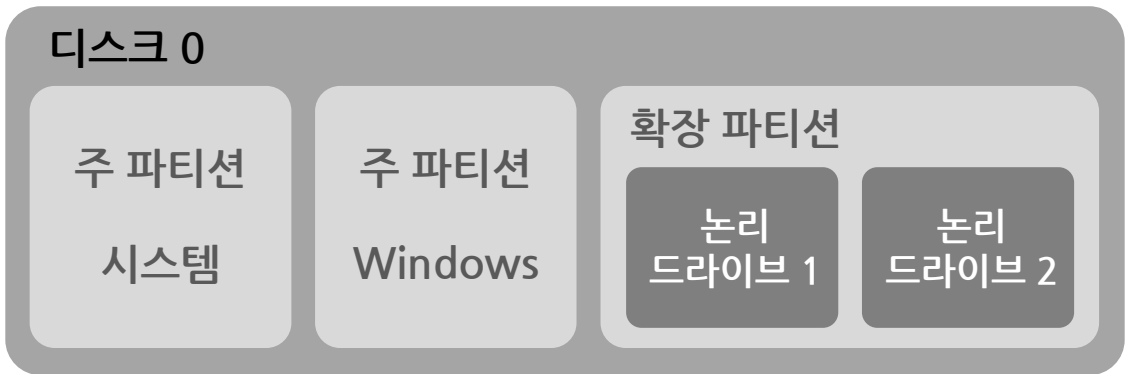 디스크 0
주 파티션
시스템
주 파티션
Windows
확장 파티션
논리
드라이브 1
논리
드라이브 2